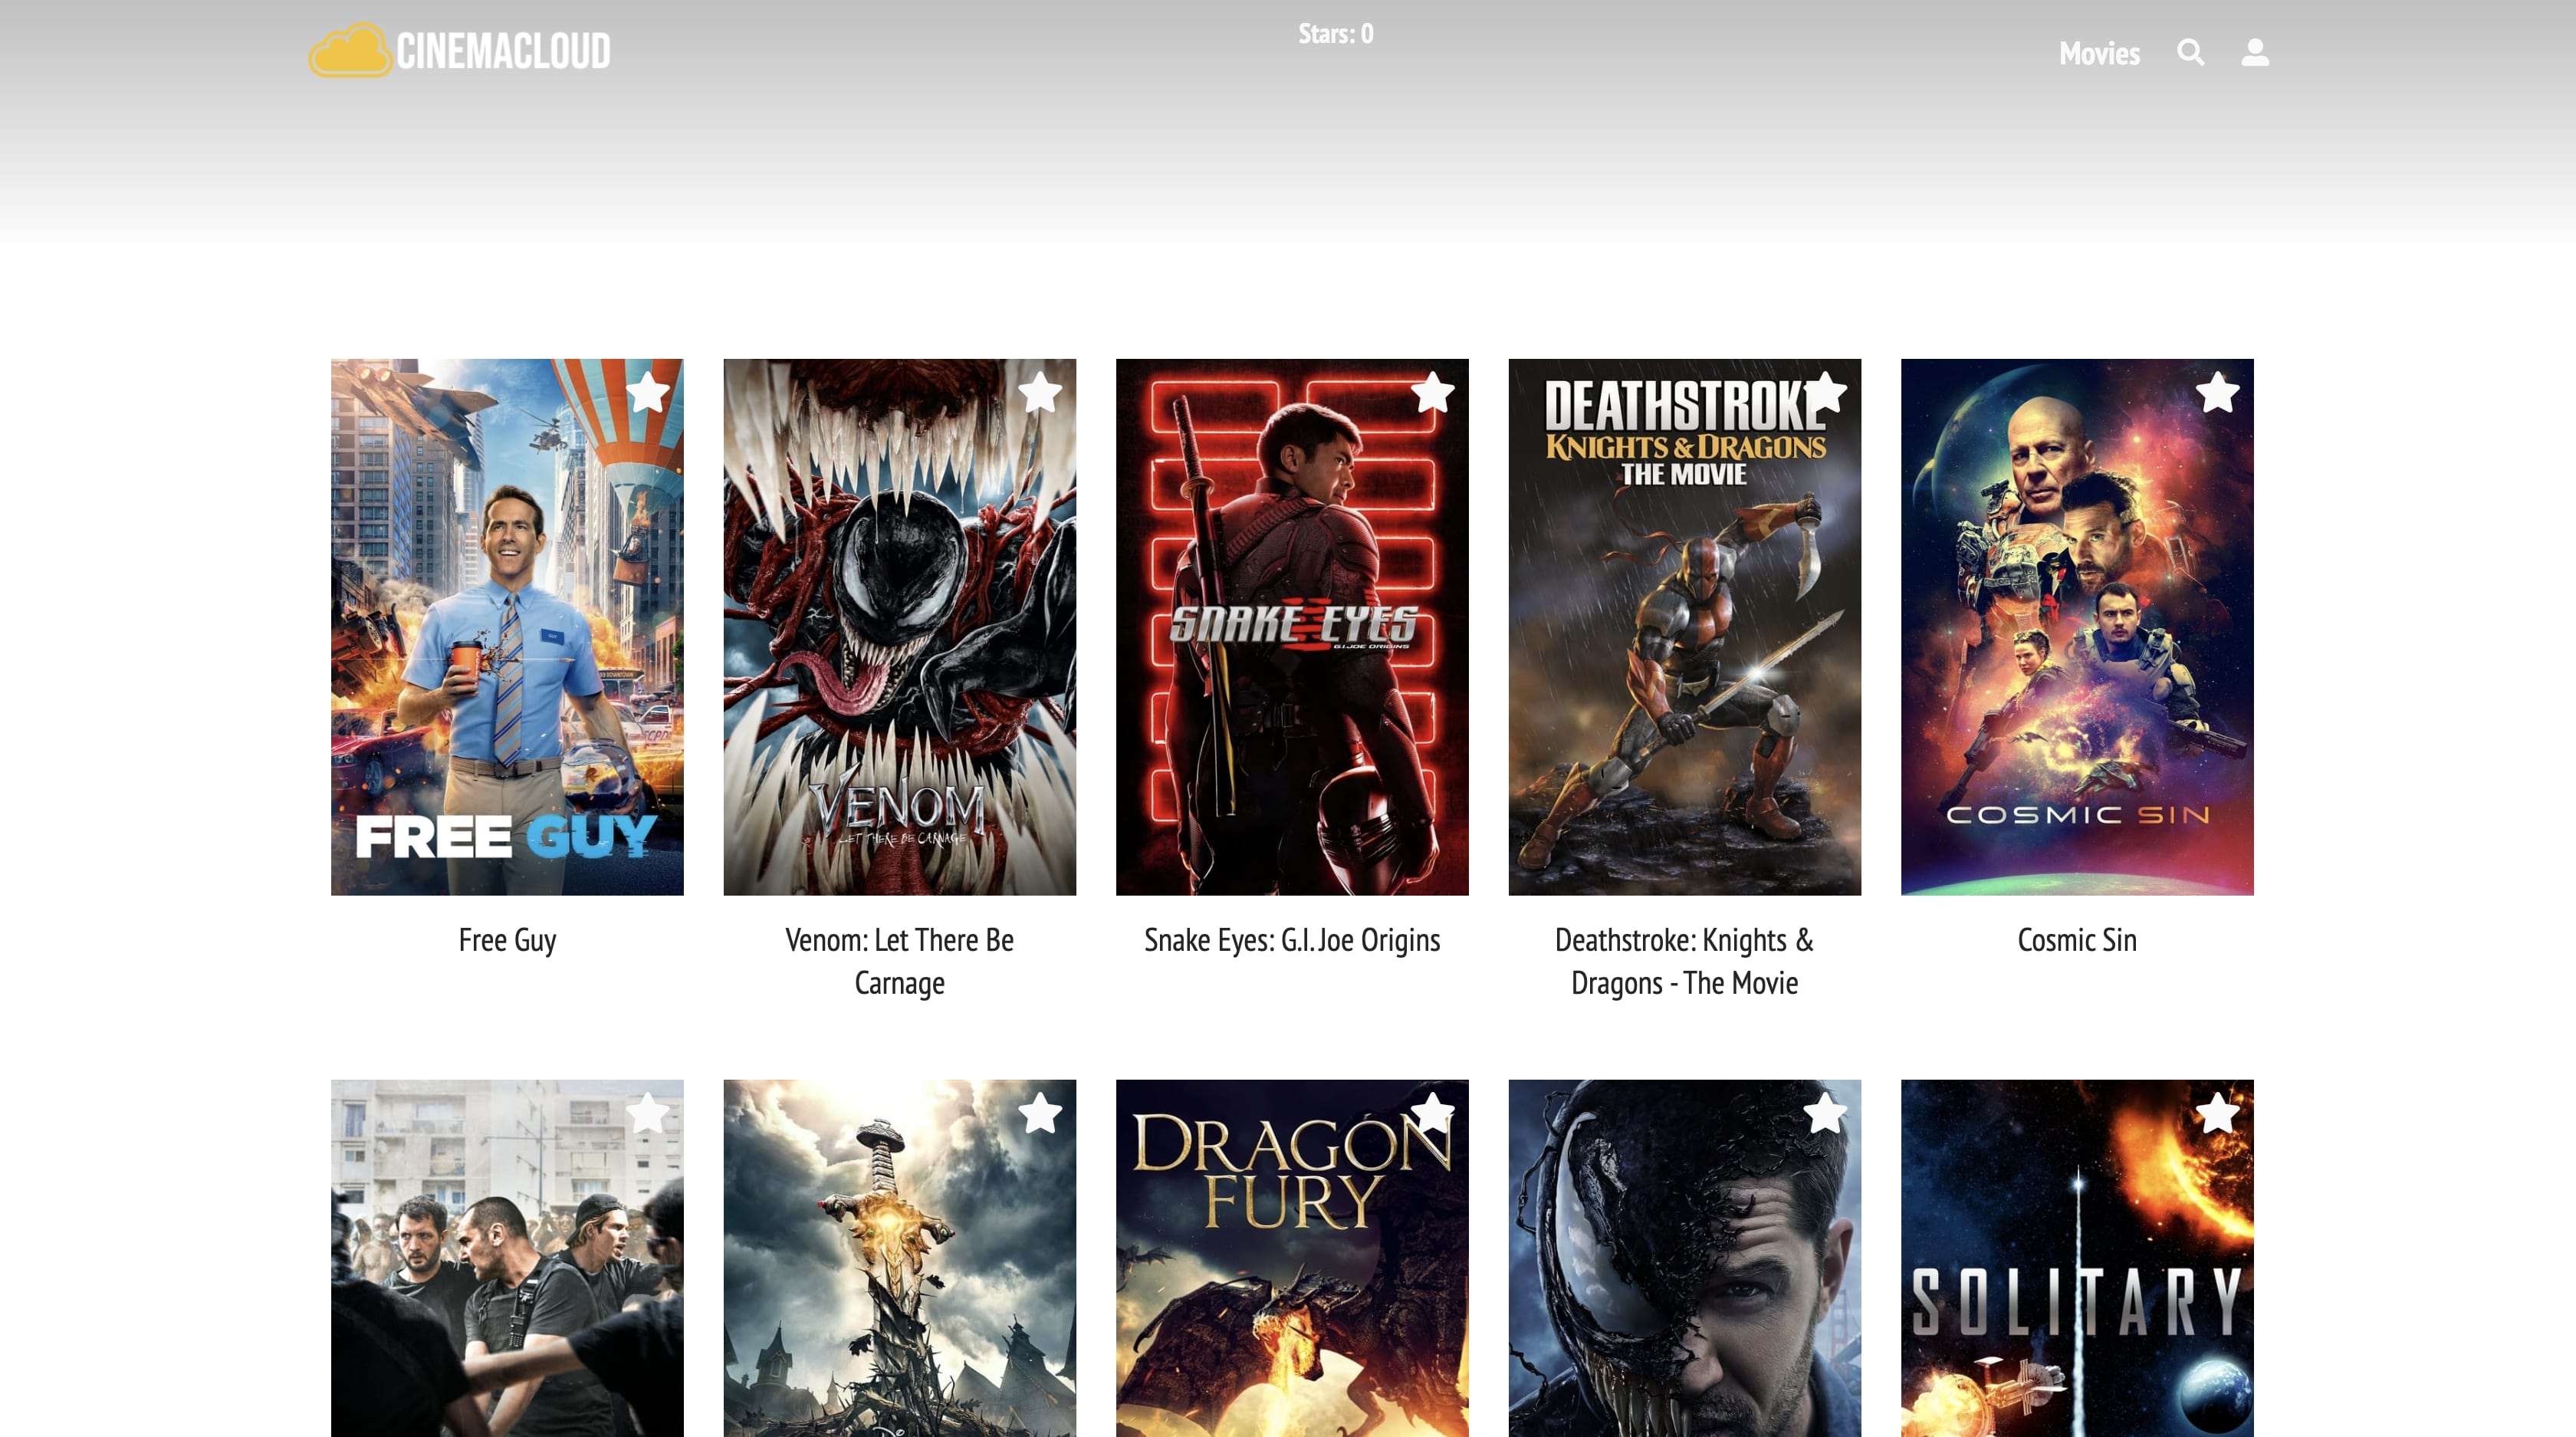 CINEMACLOUD
Stars: 0
Movies
GUY
FREE GUY
VENOM
LET THERE BE CARNAGE
SNAKE EYES
G.I. JOE ORIGINS
DEATHSTROKE
KNIGHTS & DRAGONS
THE MOVIE
COSMIC SIN
Free Guy
Venom: Let There Be
Carnage
Snake Eyes: G.I. Joe Origins
Deathstroke: Knights &
Dragons - The Movie
Cosmic Sin
DRAGON
FURY
SOLITARY